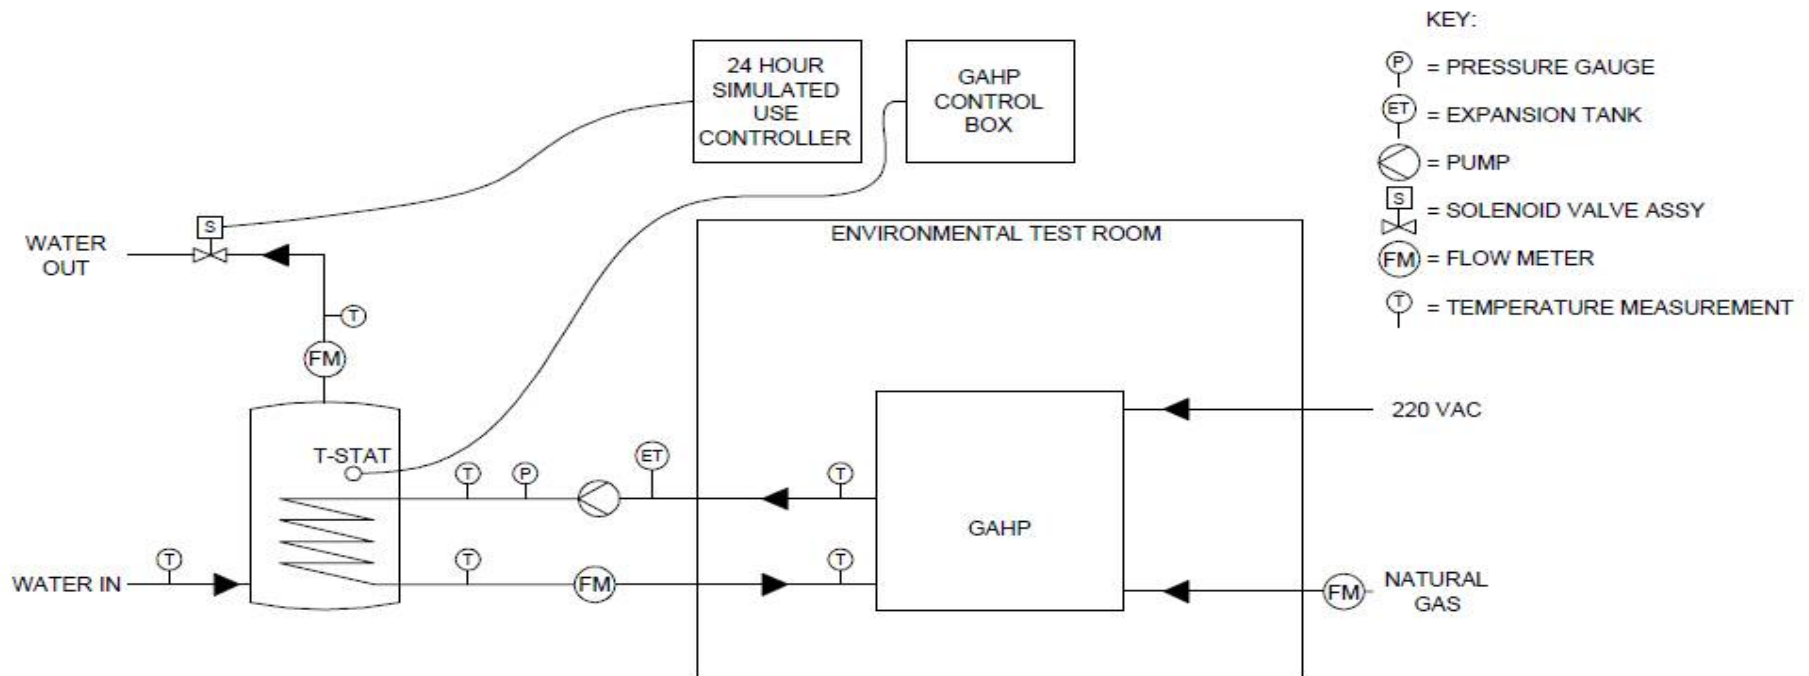 KEY:
P = PRESSURE GAUGE
ET = EXPANSION TANK
= PUMP
S = SOLENOID VALVE ASSY
FM = FLOW METER
T = TEMPERATURE MEASUREMENT
24 HOUR
SIMULATED
USE
CONTROLLER
GAHP
CONTROL
BOX
ENVIRONMENTAL TEST ROOM
S
WATER
OUT
T
FM
T-STAT
T
P
ET
T
GAHP
220 VAC
WATER IN
T
T
FM
T
FM
NATURAL
GAS